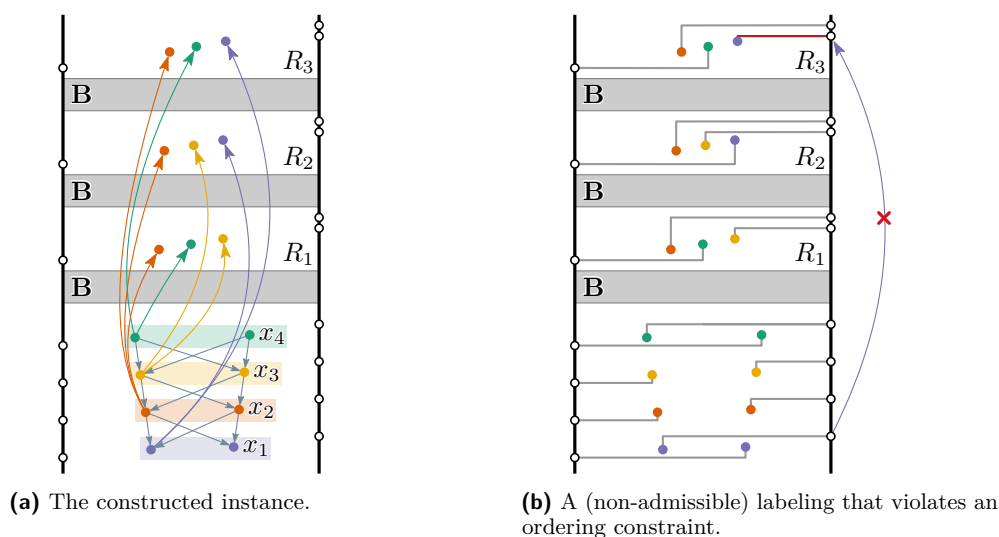 R3
B
R2
B
R1
B
x4
x3
x2
x1
R3
B
R2
B
R1
B
(a) The constructed instance.
(b) A (non-admissible) labeling that violates an
ordering constraint.